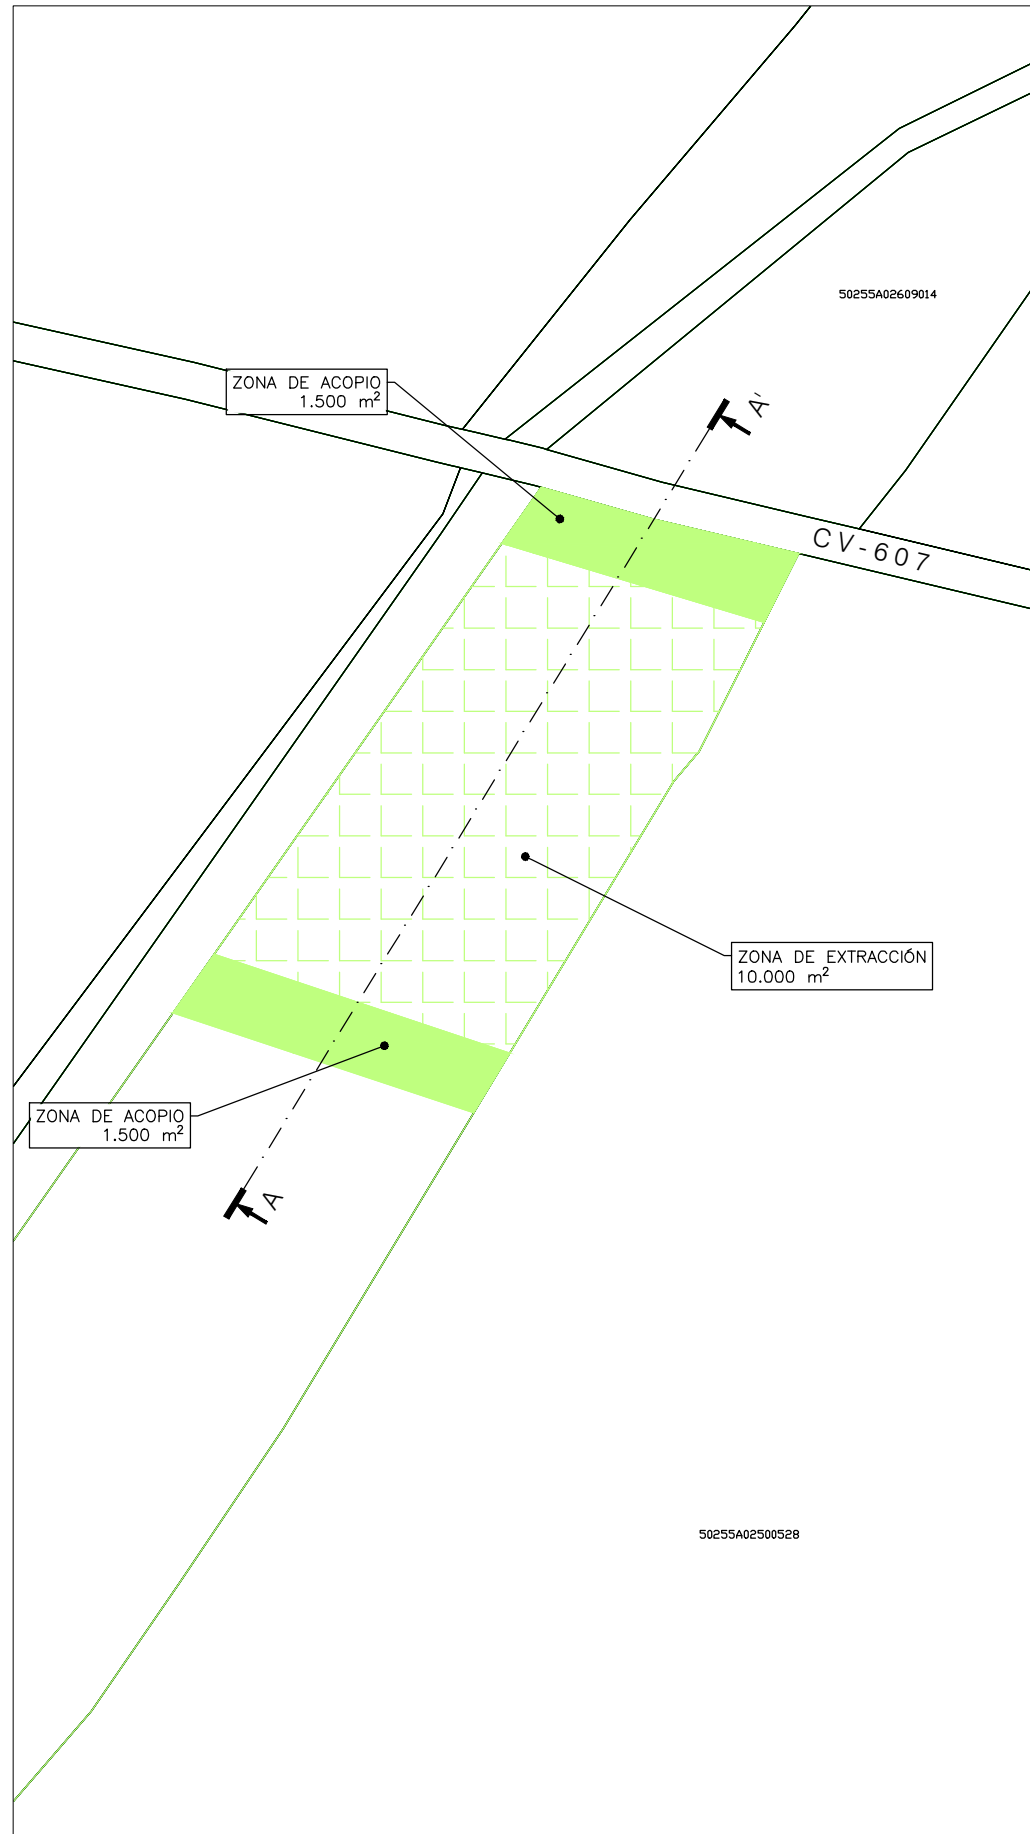 50255A02609014
ZONA DE ACOPIO
1.500 m²
A'
CV-607
ZONA DE EXTRACCIÓN
10.000 m²
ZONA DE ACOPIO
1.500 m²
A
50255A02500528